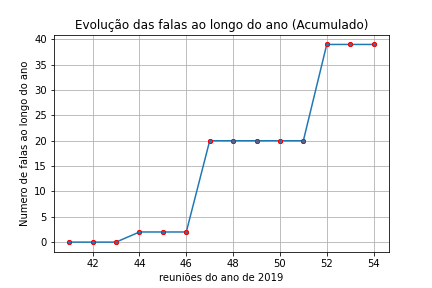 Evolução das falas ao longo do ano (Acumulado)
Numero de falas ao longo do ano
40
35
30
25
20
15
10
5
0
42 44 46 48 50 52 54
reuniões do ano de 2019